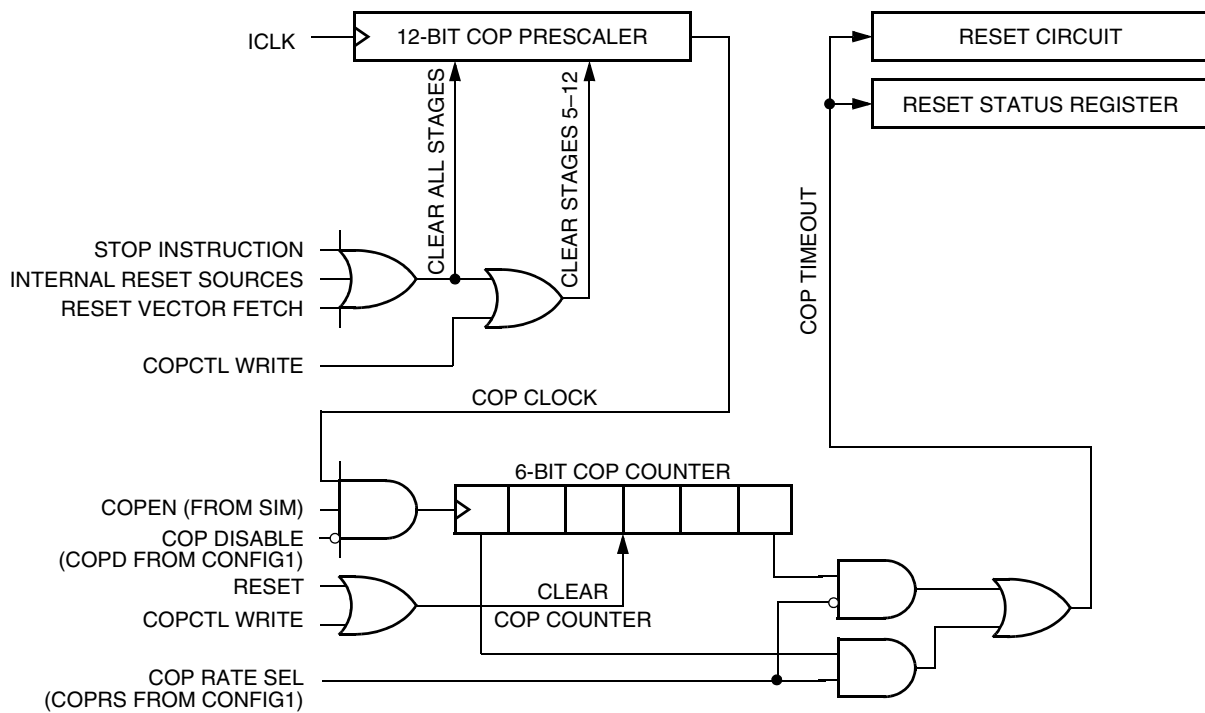 ICLK
12-BIT COP PRESCALER
RESET CIRCUIT
RESET STATUS REGISTER
CLEAR ALL STAGES
CLEAR STAGES 5–12
COP TIMEOUT
STOP INSTRUCTION
INTERNAL RESET SOURCES
RESET VECTOR FETCH
COPCTL WRITE
COP CLOCK
6-BIT COP COUNTER
COPEN (FROM SIM)
COP DISABLE
(COPD FROM CONFIG1)
RESET
CLEAR
COPCTL WRITE
COP COUNTER
COP RATE SEL
(COPRS FROM CONFIG1)